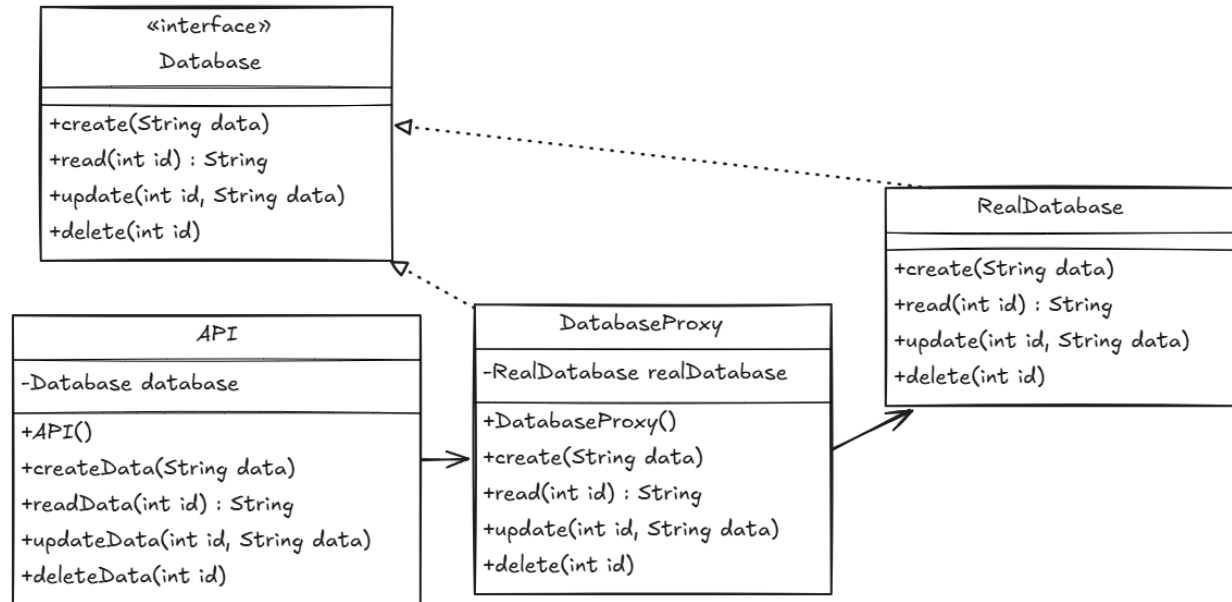 «interface»
Database
+create(String data)
+read(int id) : String
+update(int id, String data)
+delete(int id)
RealDatabase
+create(String data)
+read(int id) : String
+update(int id, String data)
+delete(int id)
API
-Database database
+API()
+createData(String data)
+readData(int id) : String
+updateData(int id, String data)
+deleteData(int id)
DatabaseProxy
-RealDatabase realDatabase
+DatabaseProxy()
+create(String data)
+read(int id) : String
+update(int id, String data)
+delete(int id)